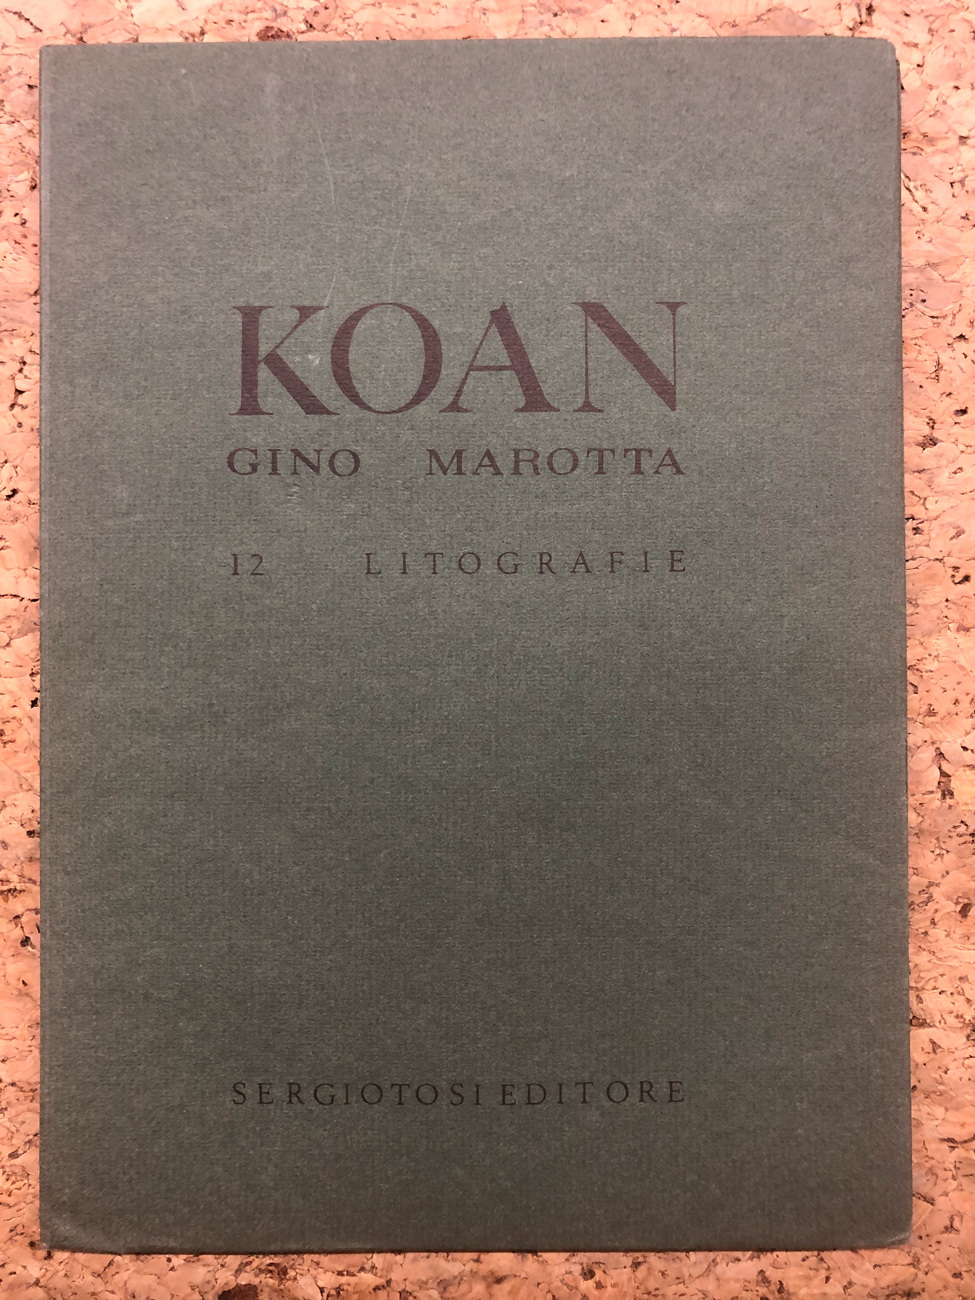 KOAN
GINO MAROTTA
12 LITOGRAFIE
SERGIOTOSI EDITORE